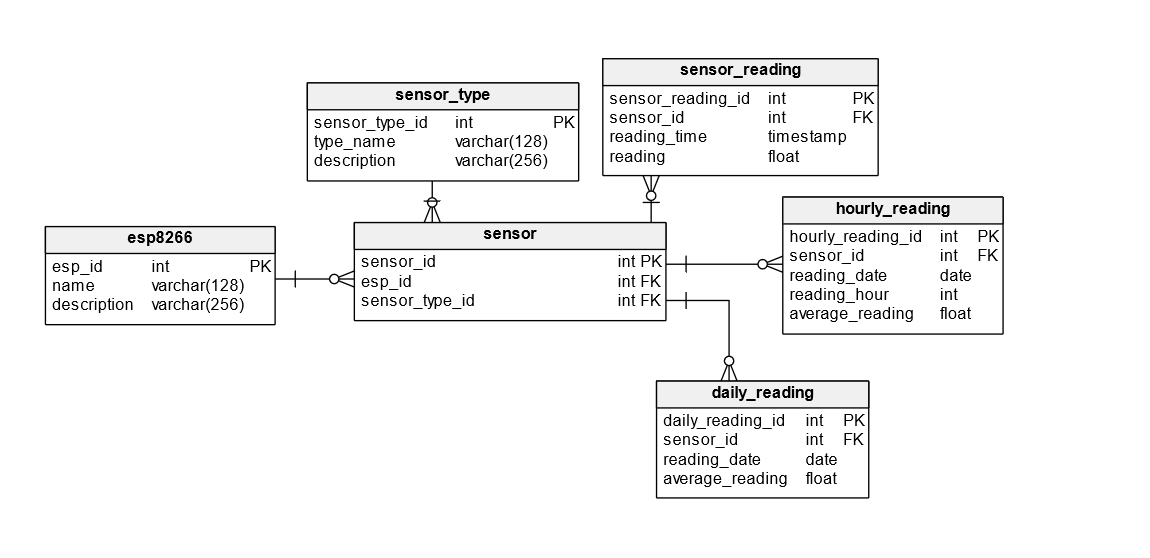 sensor_type
sensor_type_id int PK
type_name varchar(128)
description varchar(256)
sensor_reading
sensor_reading_id int PK
sensor_id int FK
reading_time timestamp
reading float
esp8266
esp_id int PK
name varchar(128)
description varchar(256)
sensor
sensor_id int PK
esp_id int FK
sensor_type_id int FK
hourly_reading
hourly_reading_id int PK
sensor_id int FK
reading_date date
reading_hour int
average_reading float
daily_reading
daily_reading_id int PK
sensor_id int FK
reading_date date
average_reading float